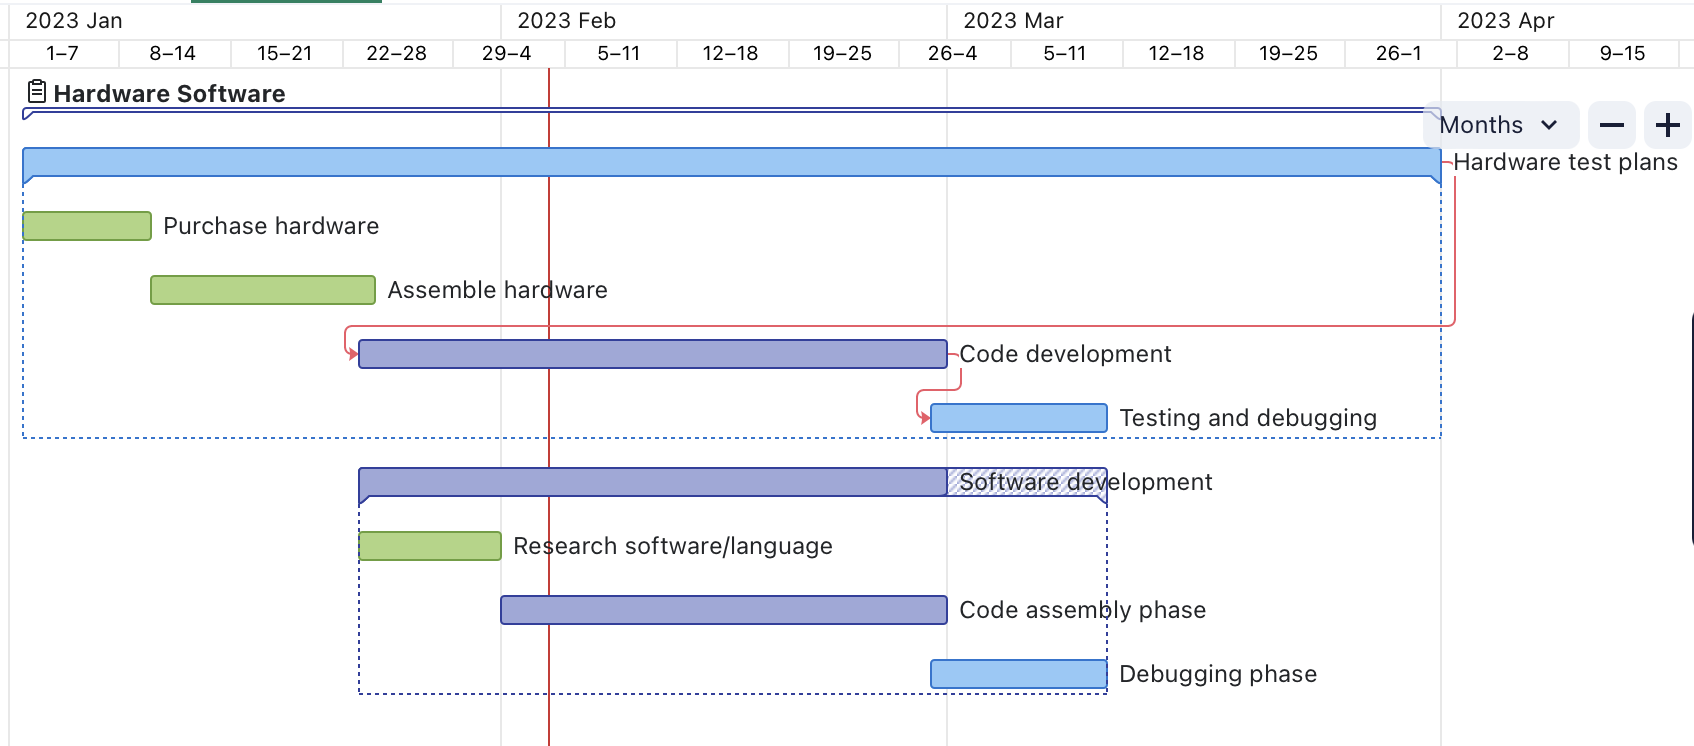 2023 Jan 2023 Feb 2023 Mar 2023 Apr
1–7 8–14 15–21 22–28 29–4 5–11 12–18 19–25 26–4 5–11 12–18 19–25 26–1 2–8 9–15
Hardware Software
Months
Hardware test plans
Purchase hardware
Assemble hardware
Code development
Testing and debugging
Software development
Research software/language
Code assembly phase
Debugging phase